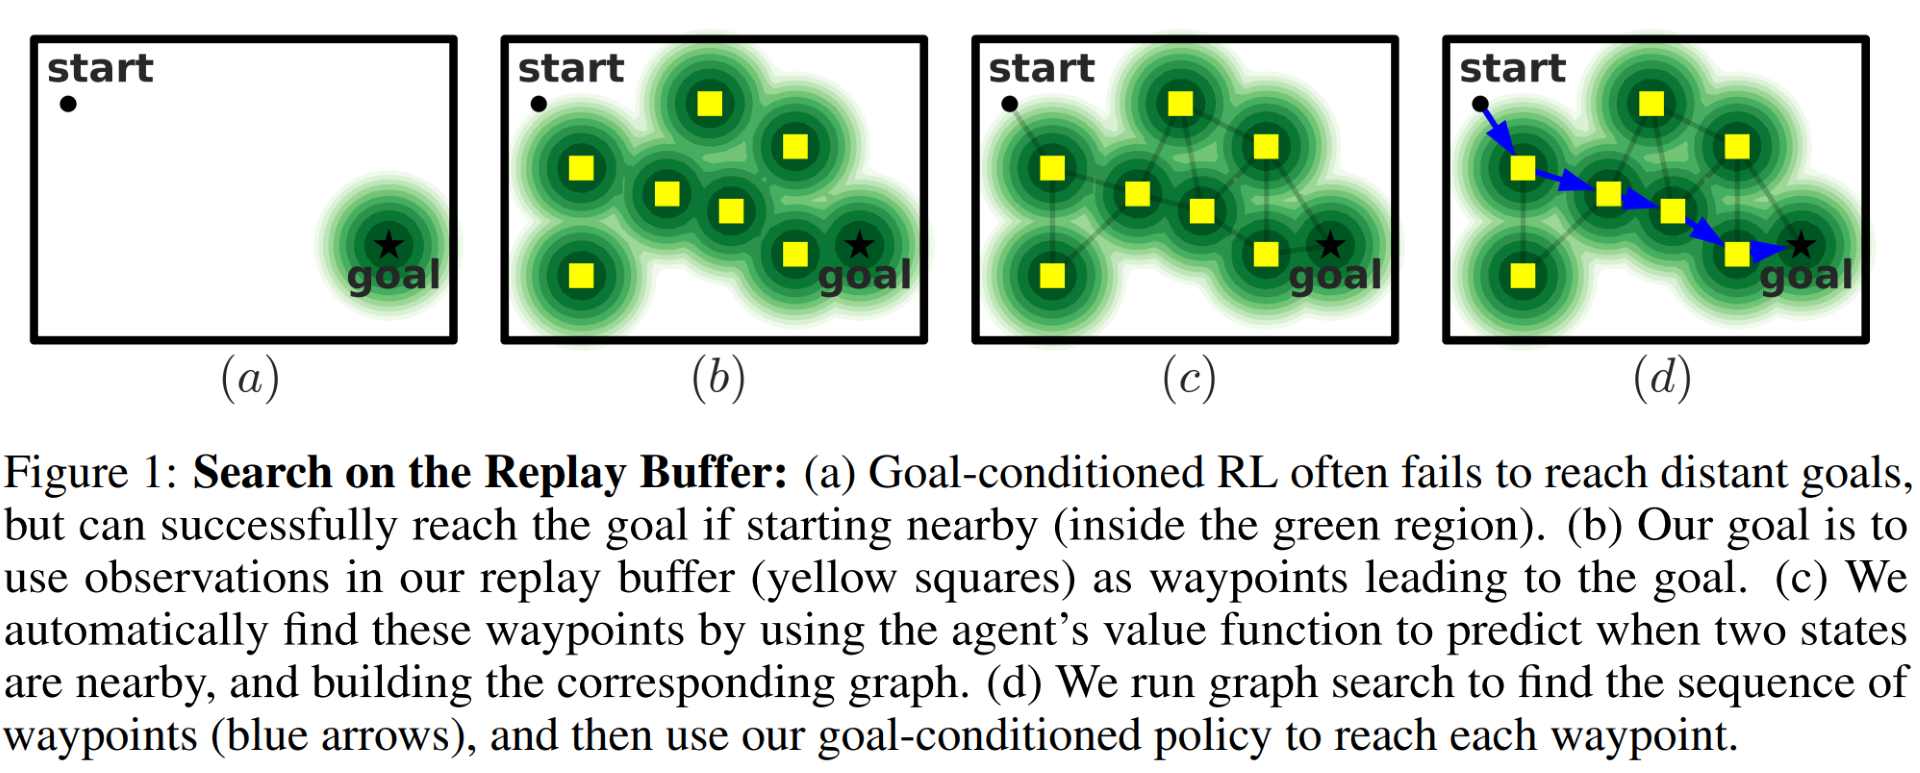 start
goal
start
goal
start
goal
start
goal
(a)
(b)
(c)
(d)
Figure 1: Search on the Replay Buffer: (a) Goal-conditioned RL often fails to reach distant goals,
but can successfully reach the goal if starting nearby (inside the green region). (b) Our goal is to
use observations in our replay buffer (yellow squares) as waypoints leading to the goal. (c) We
automatically find these waypoints by using the agent's value function to predict when two states
are nearby, and building the corresponding graph. (d) We run graph search to find the sequence of
waypoints (blue arrows), and then use our goal-conditioned policy to reach each waypoint.